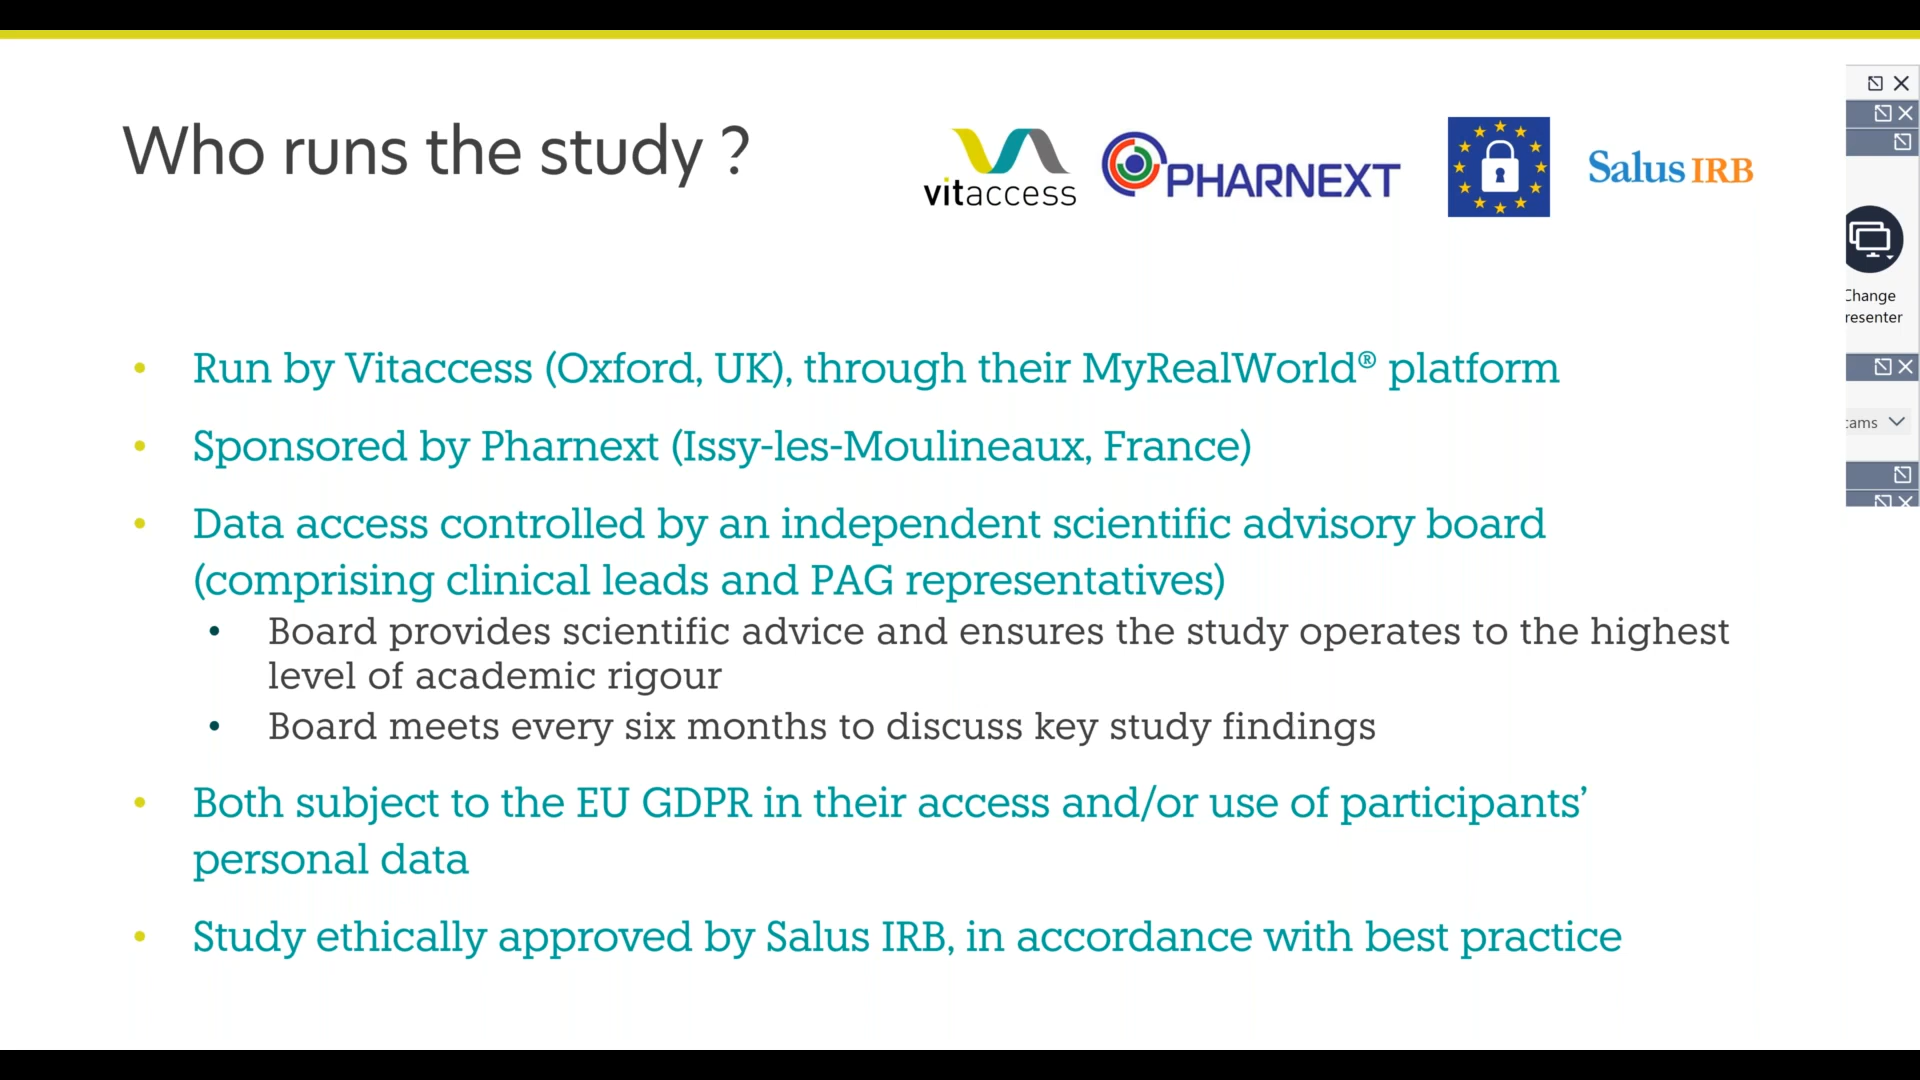 Who runs the study ?
vitaccess
PHARNEXT
Salus IRB
Run by Vitaccess (Oxford, UK), through their MyRealWorld® platform
Sponsored by Pharnext (Issy-les-Moulineaux, France)
Data access controlled by an independent scientific advisory board
(comprising clinical leads and PAG representatives)
Board provides scientific advice and ensures the study operates to the highest
level of academic rigour
Board meets every six months to discuss key study findings
Both subject to the EU GDPR in their access and/or use of participants’
personal data
Study ethically approved by Salus IRB, in accordance with best practice
Change
resenter